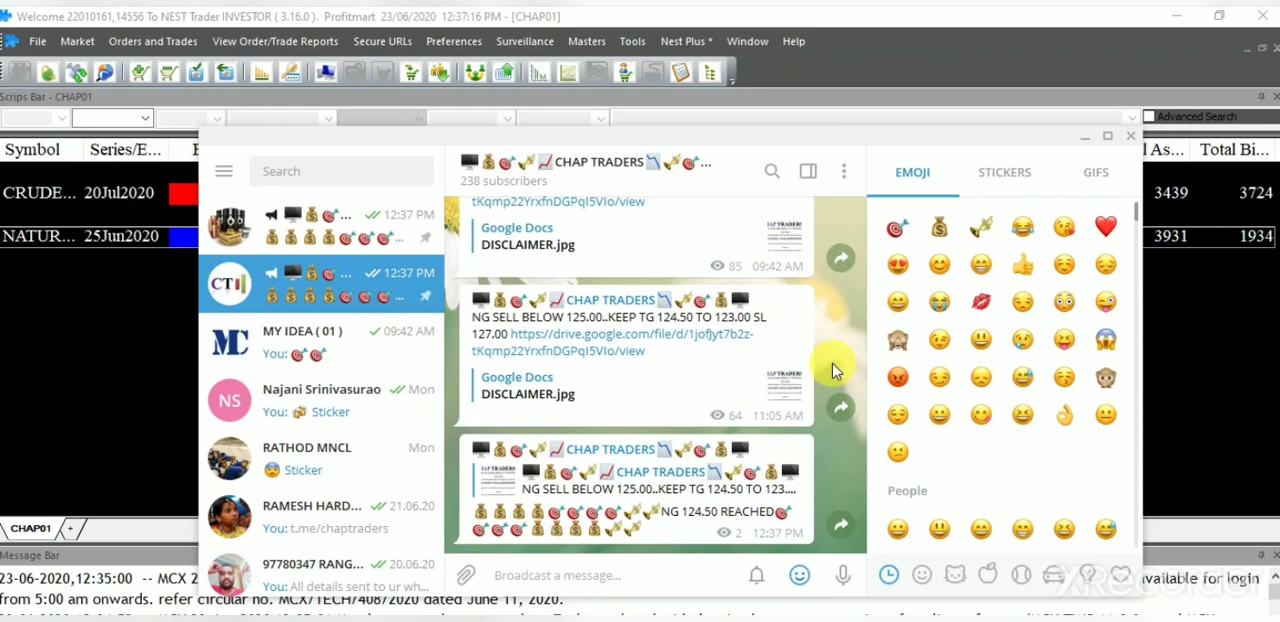 Welcome 22010161,14556 To NEST Trader INVESTOR ( 3.16.0 ). Profitmart 23/06/2020 12:37:16 PM - [CHAP01]
File Market Orders and Trades View Order/Trade Reports Secure URLs Preferences Surveillance Masters Tools Nest Plus * Window Help
Scrips Bar - CHAP01
Advanced Search
Symbol Series/E...
l As... Total Bi...
CRUDE... 20Jul2020
3439 3724
NATUR... 25Jun2020
3931 1934
CHAP01 +
Message Bar
23-06-2020,12:35:00 -- MCX
available for login
from 5:00 am onwards. refer circular no. MCX/TECH/408/2020 dated June 11, 2020.
Search
... 12:37 PM
💰💰💰💰🎯🎯🎯...
CTI
... 12:37 PM
💰💰💰💰🎯🎯🎯...
MC
MY IDEA ( 01 ) 09:42 AM
You: 🎯🎯
NS
Najani Srinivasurao Mon
You: Sticker
RATHOD MNCL Mon
😨 Sticker
RAMESH HARD... 21.06.20
You: t.me/chaptraders
97780347 RANG... 20.06.20
You: All details sent to ur wh...
🖥💰🎯🎺📈CHAP TRADERS📉🎺🎯...
238 subscribers
tKqmp22YrxfnDGPqI5VIo/view
Google Docs
DISCLAIMER.jpg
85 09:42 AM
🖥💰🎯🎺📈CHAP TRADERS📉🎺🎯💰🖥
NG SELL BELOW 125.00..KEEP TG 124.50 TO 123.00 SL
127.00 https://drive.google.com/file/d/1jofJyt7b2z-
tKqmp22YrxfnDGPqI5VIo/view
Google Docs
DISCLAIMER.jpg
64 11:05 AM
🖥💰🎯🎺📈CHAP TRADERS📉🎺🎯💰🖥
🖥💰🎯🎺📈CHAP TRADERS📉🎺🎯💰🖥
NG SELL BELOW 125.00..KEEP TG 124.50 TO 123....
💰💰💰💰🎯🎯🎯🎯🎺🎺NG 124.50 REACHED🎯
🎯🎯🎯💰💰💰💰🎺🎺
2 12:37 PM
Broadcast a message...
EMOJI STICKERS GIFS
People
XRecorder